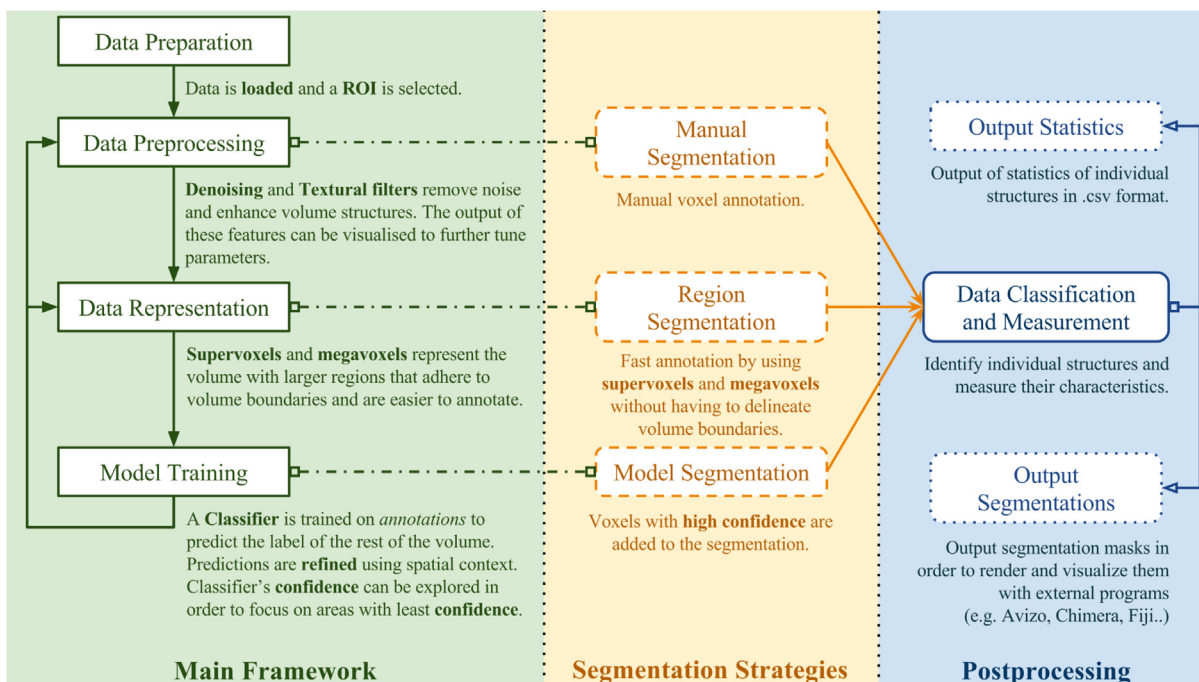 Data Preparation
Data is loaded and a ROI is selected.
Data Preprocessing
Denoising and Textural filters remove noise
and enhance volume structures. The output of
these features can be visualised to further tune
parameters.
Data Representation
Supervoxels and megavoxels represent the
volume with larger regions that adhere to
volume boundaries and are easier to annotate.
Model Training
A Classifier is trained on annotations to
predict the label of the rest of the volume.
Predictions are refined using spatial context.
Classifier's confidence can be explored in
order to focus on areas with least confidence.
Main Framework
Manual
Segmentation
Manual voxel annotation.
Region
Segmentation
Fast annotation by using
supervoxels and megavoxels
without having to delineate
volume boundaries.
Model Segmentation
Voxels with high confidence are
added to the segmentation.
Segmentation Strategies
Output Statistics
Output of statistics of individual
structures in .csv format.
Data Classification
and Measurement
Identify individual structures and
measure their characteristics.
Output
Segmentations
Output segmentation masks in
order to render and visualize them
with external programs
(e.g. Avizo, Chimera, Fiji..)
Postprocessing